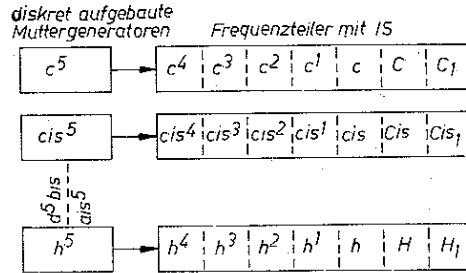 diskret aufgebaute
Muttergeneratoren
Frequenzteiler mit IS
c⁵ c⁴ c³ c² c¹ c C C₁
cis⁵ cis⁴ cis³ cis² cis¹ cis Cis Cis₁
d⁵ bis
ais⁵
h⁵ h⁴ h³ h² h¹ h H H₁